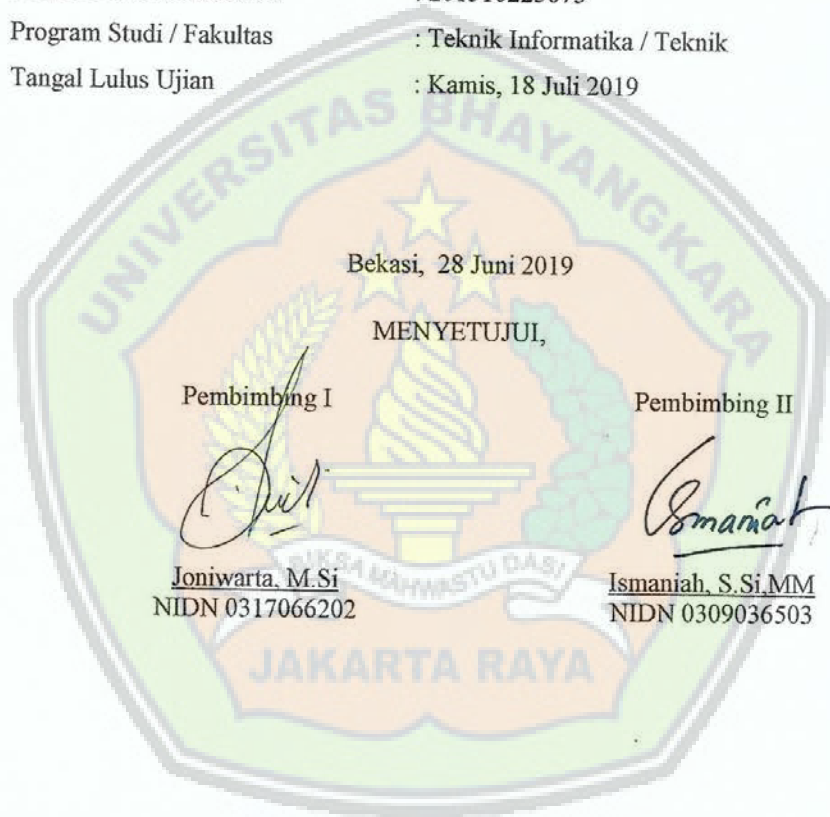 Program Studi / Fakultas : Teknik Informatika / Teknik
Tangal Lulus Ujian : Kamis, 18 Juli 2019
UNIVERSITAS BHAYANGKARA
Bekasi, 28 Juni 2019
MENYETUJUI,
Pembimbing I Pembimbing II
Ismaniah
Joniwarta, M.Si Ismaniah, S.Si,MM
NIDN 0317066202 NIDN 0309036503
JAKARTA RAYA